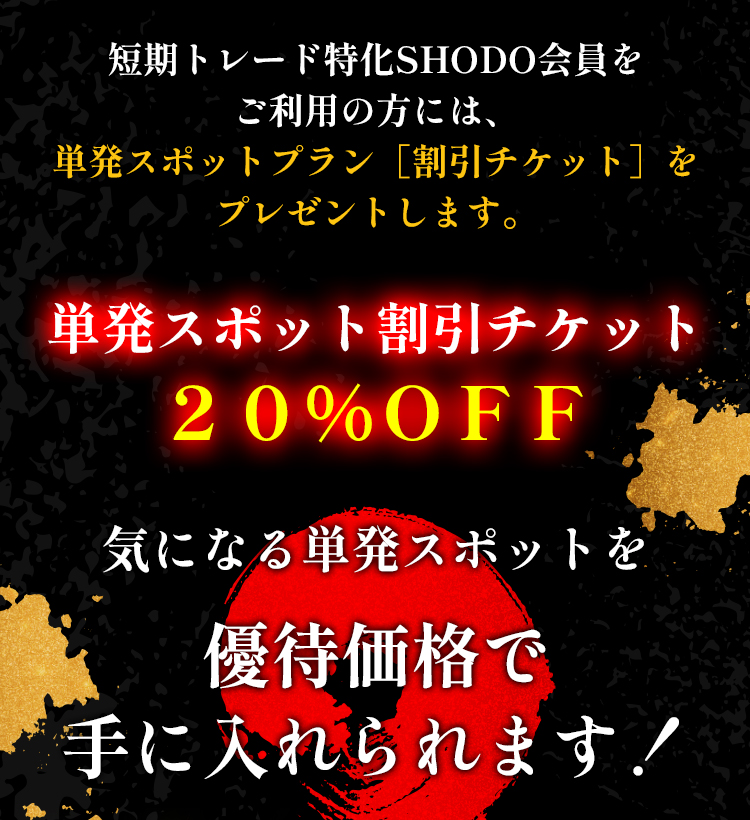 短期トレード特化SHODO会員を
ご利用の方には、
単発スポットプラン［割引チケット］を
プレゼントします。
単発スポット割引チケット
２０％ＯＦＦ
気になる単発スポットを
優待価格で
手に入れられます！